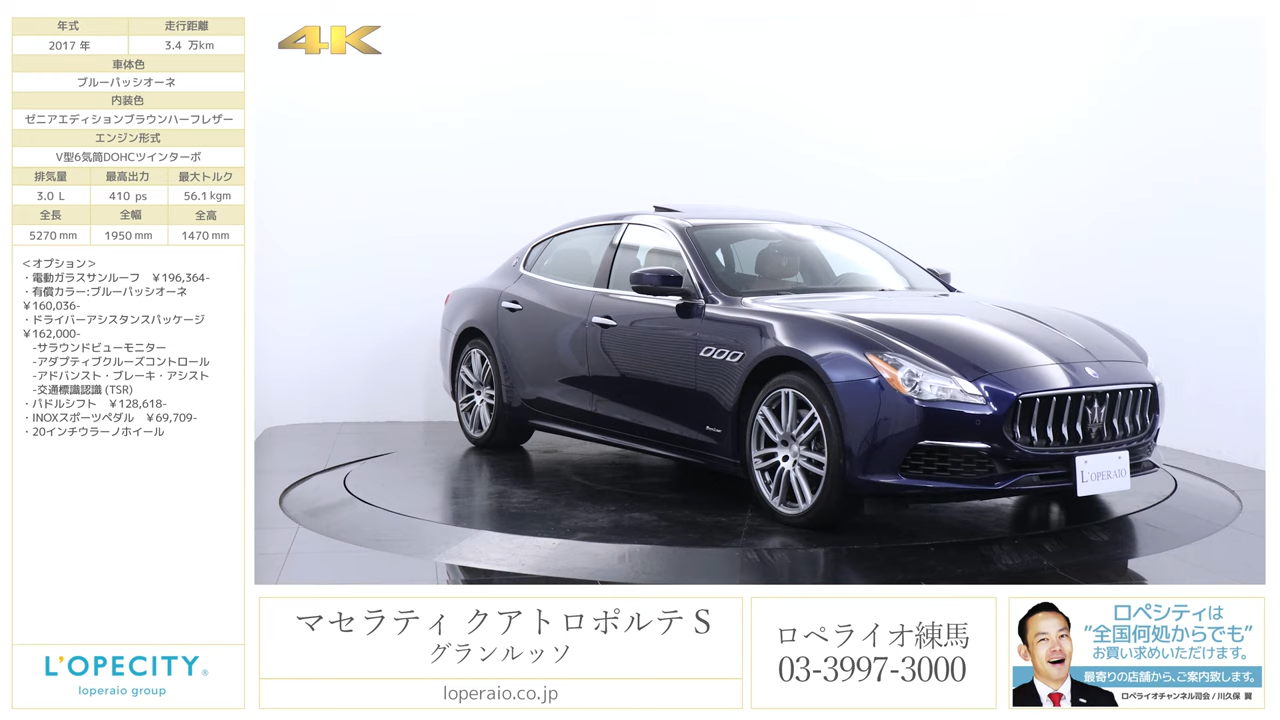 年式 走行距離
2017 年 3.4 万km
車体色
ブルーパッシオーネ
内装色
ゼニアエディションブラウンハーフレザー
エンジン形式
V型6気筒DOHCツインターボ
排気量 最高出力 最大トルク
3.0 L 410 ps 56.1 kgm
全長 全幅 全高
5270 mm 1950 mm 1470 mm
＜オプション＞
・電動ガラスサンルーフ ￥196,364-
・有償カラー:ブルーパッシオーネ
￥160,036-
・ドライバーアシスタンスパッケージ
￥162,000-
-サラウンドビューモニター
-アダプティブクルーズコントロール
-アドバンスト・ブレーキ・アシスト
-交通標識認識 (TSR)
・パドルシフト ￥128,618-
・INOXスポーツペダル ￥69,709-
・20インチウラーノホイール
L'OPECITY®
loperaio group
4K
L'OPERAIO
マセラティ クアトロポルテ S
グランルッソ
loperaio.co.jp
ロペライオ練馬
03-3997-3000
ロペシティは
"全国何処からでも"
お買い求めいただけます。
最寄りの店舗から、ご案内致します。
ロペライオチャンネル司会 / 川久保 翼